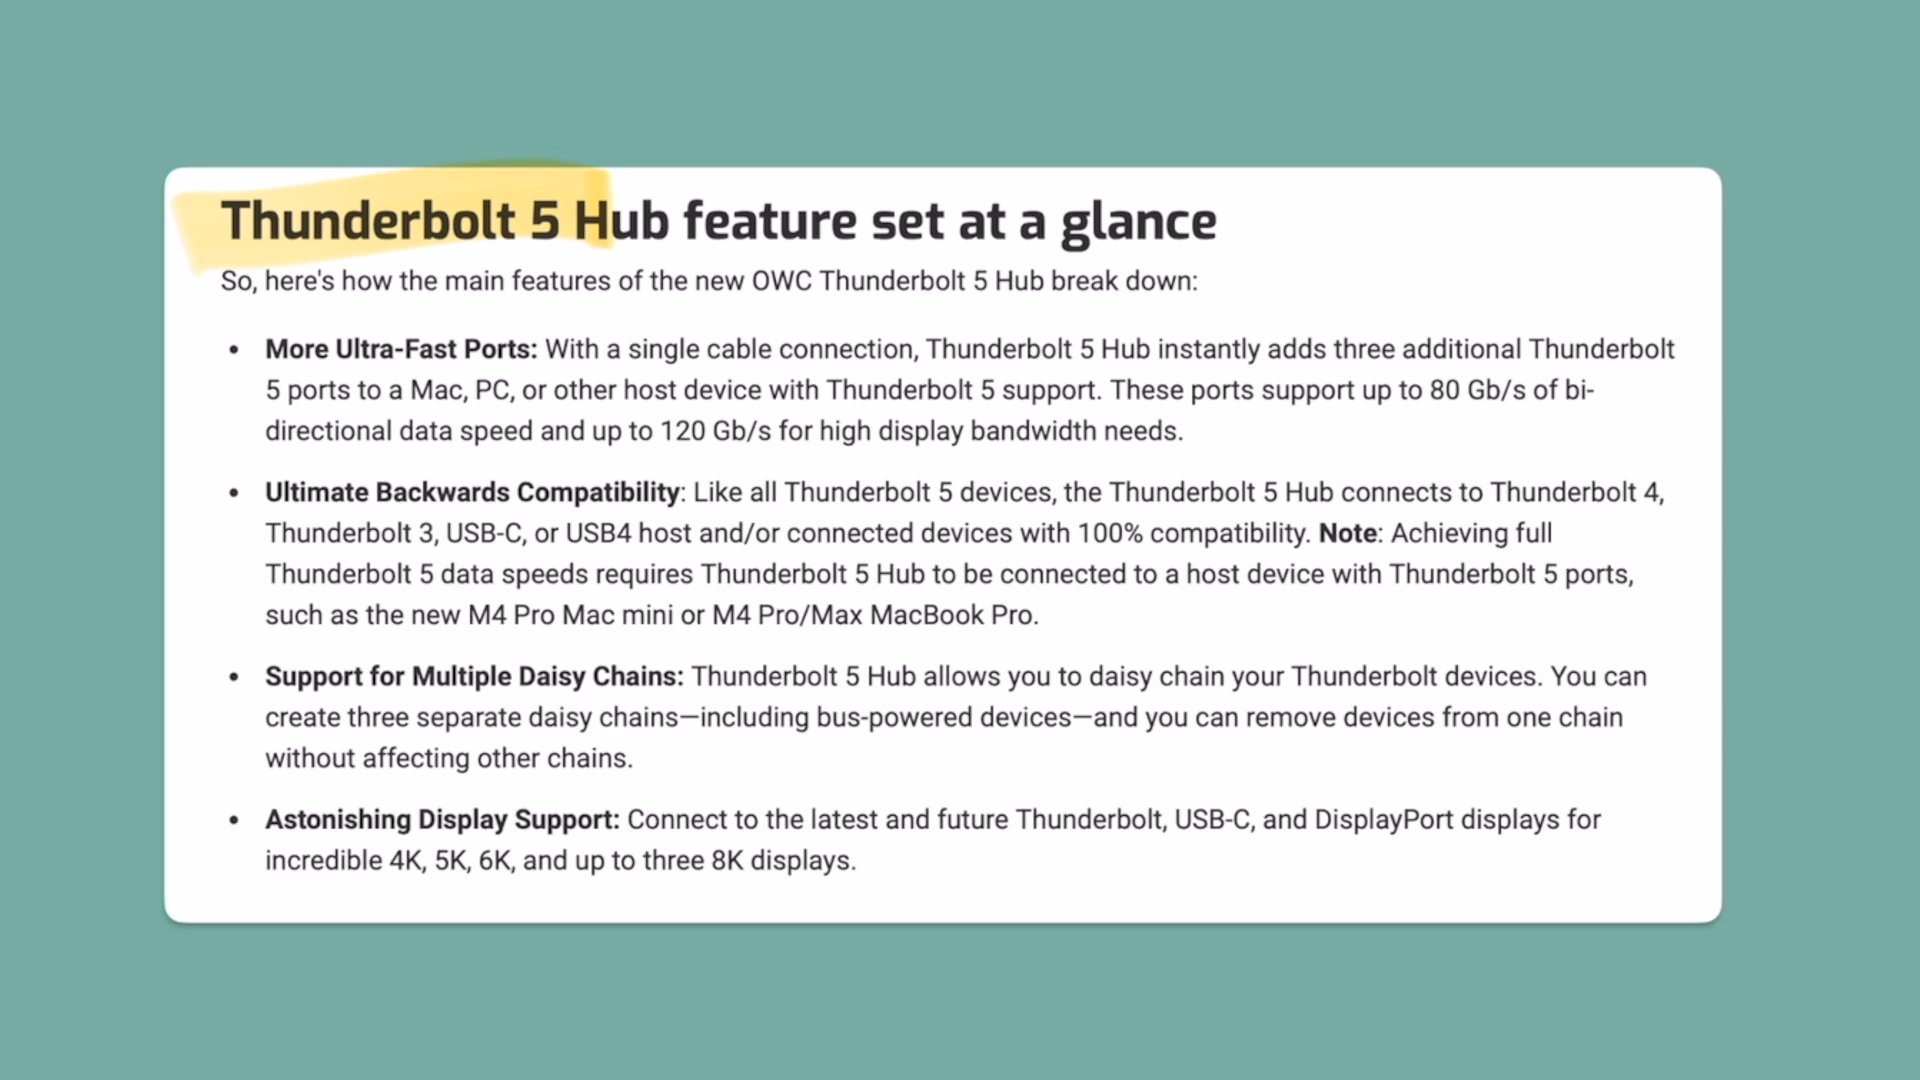 Thunderbolt 5 Hub feature set at a glance
So, here's how the main features of the new OWC Thunderbolt 5 Hub break down:
• More Ultra-Fast Ports: With a single cable connection, Thunderbolt 5 Hub instantly adds three additional Thunderbolt
5 ports to a Mac, PC, or other host device with Thunderbolt 5 support. These ports support up to 80 Gb/s of bi-
directional data speed and up to 120 Gb/s for high display bandwidth needs.
• Ultimate Backwards Compatibility: Like all Thunderbolt 5 devices, the Thunderbolt 5 Hub connects to Thunderbolt 4,
Thunderbolt 3, USB-C, or USB4 host and/or connected devices with 100% compatibility. Note: Achieving full
Thunderbolt 5 data speeds requires Thunderbolt 5 Hub to be connected to a host device with Thunderbolt 5 ports,
such as the new M4 Pro Mac mini or M4 Pro/Max MacBook Pro.
• Support for Multiple Daisy Chains: Thunderbolt 5 Hub allows you to daisy chain your Thunderbolt devices. You can
create three separate daisy chains—including bus-powered devices—and you can remove devices from one chain
without affecting other chains.
• Astonishing Display Support: Connect to the latest and future Thunderbolt, USB-C, and DisplayPort displays for
incredible 4K, 5K, 6K, and up to three 8K displays.